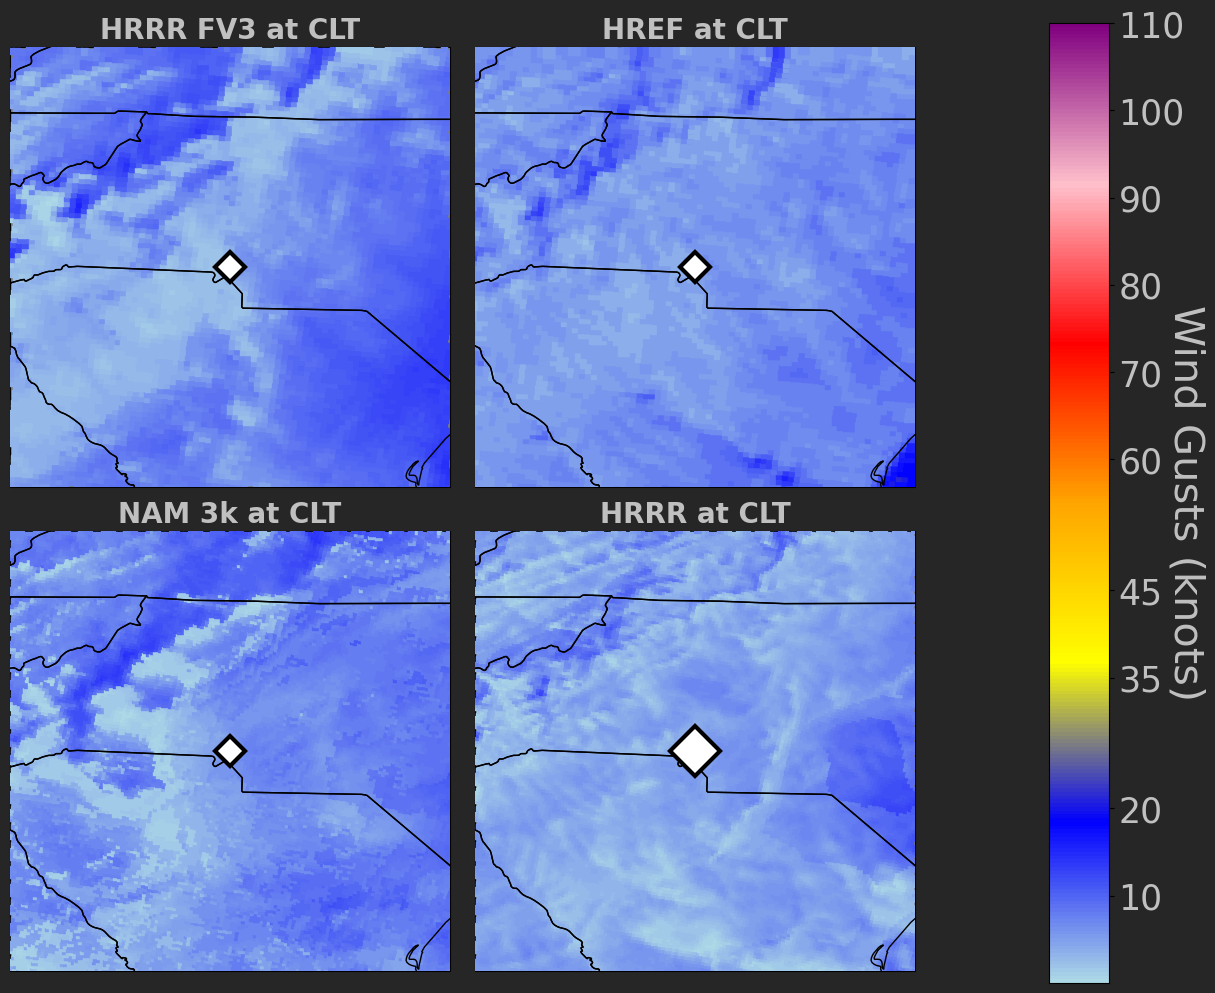 HRRR FV3 at CLT
HREF at CLT
NAM 3k at CLT
HRRR at CLT
110
100
90
80
70
60
45
35
20
10
Wind Gusts (knots)